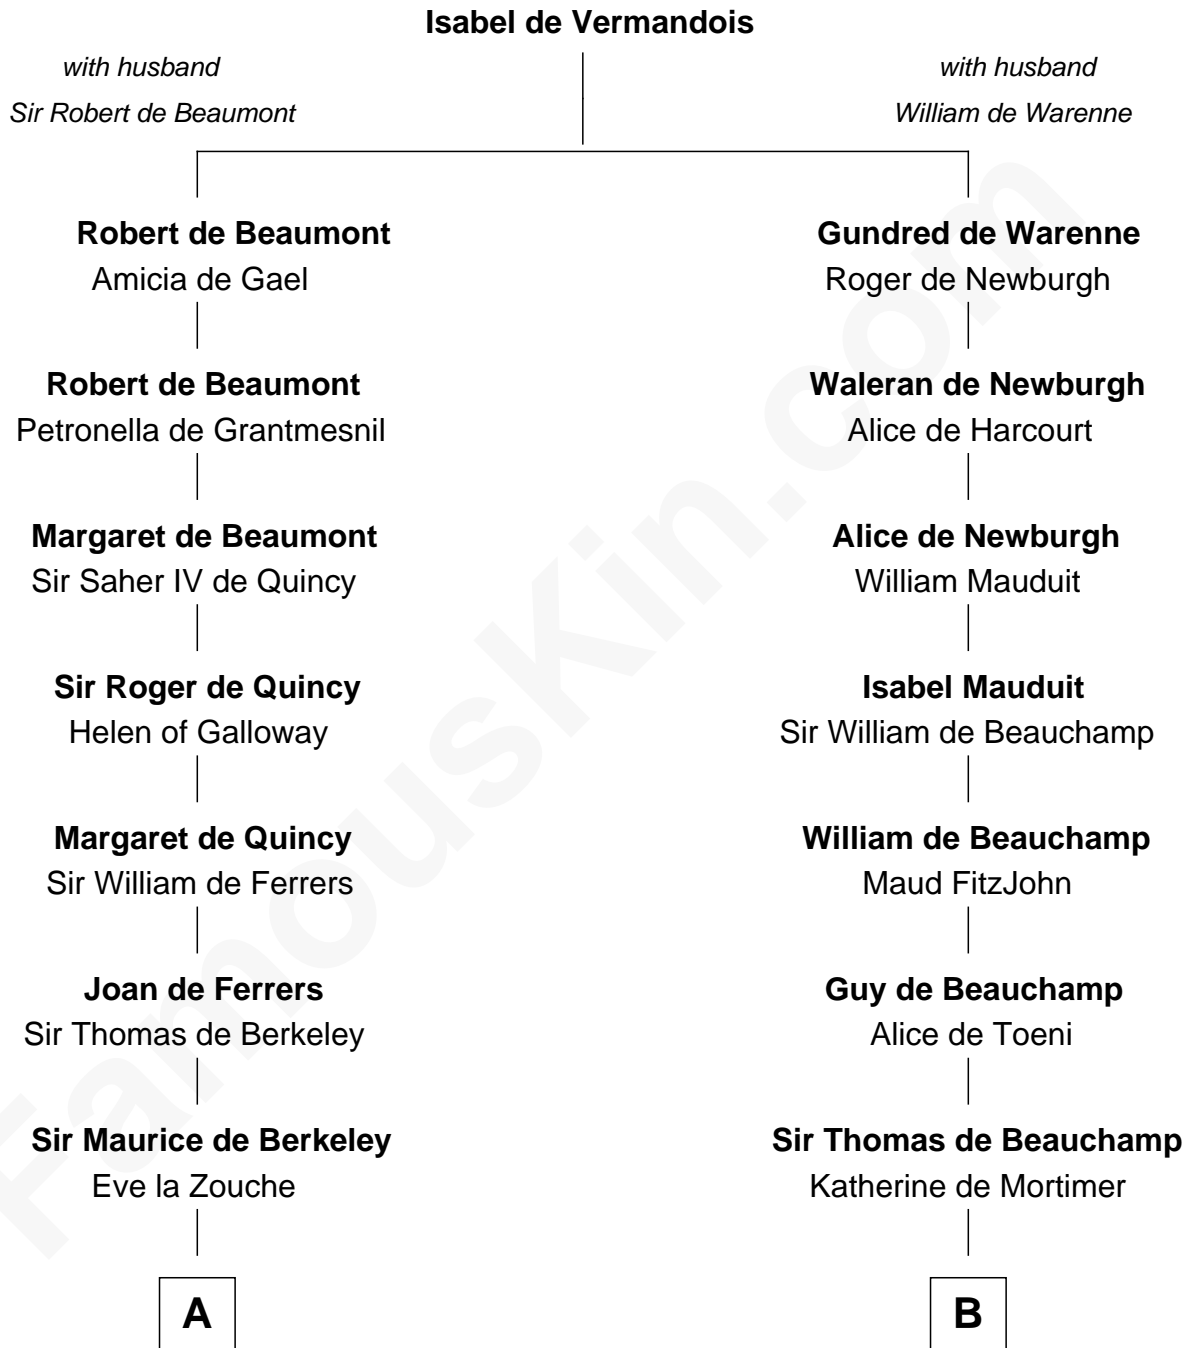 Isabel de Vermandois
with husband
Sir Robert de Beaumont
with husband
William de Warenne
Robert de Beaumont
Amicia de Gael
Gundred de Warenne
Roger de Newburgh
Robert de Beaumont
Petronella de Grantmesnil
Waleran de Newburgh
Alice de Harcourt
Margaret de Beaumont
Sir Saher IV de Quincy
Alice de Newburgh
William Mauduit
Sir Roger de Quincy
Helen of Galloway
Isabel Mauduit
Sir William de Beauchamp
Margaret de Quincy
Sir William de Ferrers
William de Beauchamp
Maud FitzJohn
Joan de Ferrers
Sir Thomas de Berkeley
Guy de Beauchamp
Alice de Toeni
Sir Maurice de Berkeley
Eve la Zouche
Sir Thomas de Beauchamp
Katherine de Mortimer
A
B
FamousKin.com